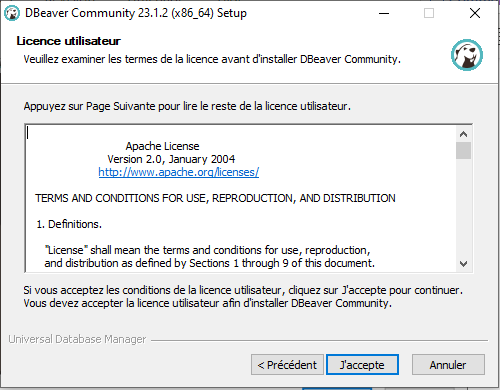 DBeaver Community 23.1.2 (x86_64) Setup
Licence utilisateur
Veuillez examiner les termes de la licence avant d'installer DBeaver Community.
Appuyez sur Page Suivante pour lire le reste de la licence utilisateur.
Apache License
Version 2.0, January 2004
http://www.apache.org/licenses/
TERMS AND CONDITIONS FOR USE, REPRODUCTION, AND DISTRIBUTION
1. Definitions.
"License" shall mean the terms and conditions for use, reproduction,
and distribution as defined by Sections 1 through 9 of this document.
Si vous acceptez les conditions de la licence utilisateur, cliquez sur J'accepte pour continuer.
Vous devez accepter la licence utilisateur afin d'installer DBeaver Community.
Universal Database Manager
< Précédent
J'accepte
Annuler